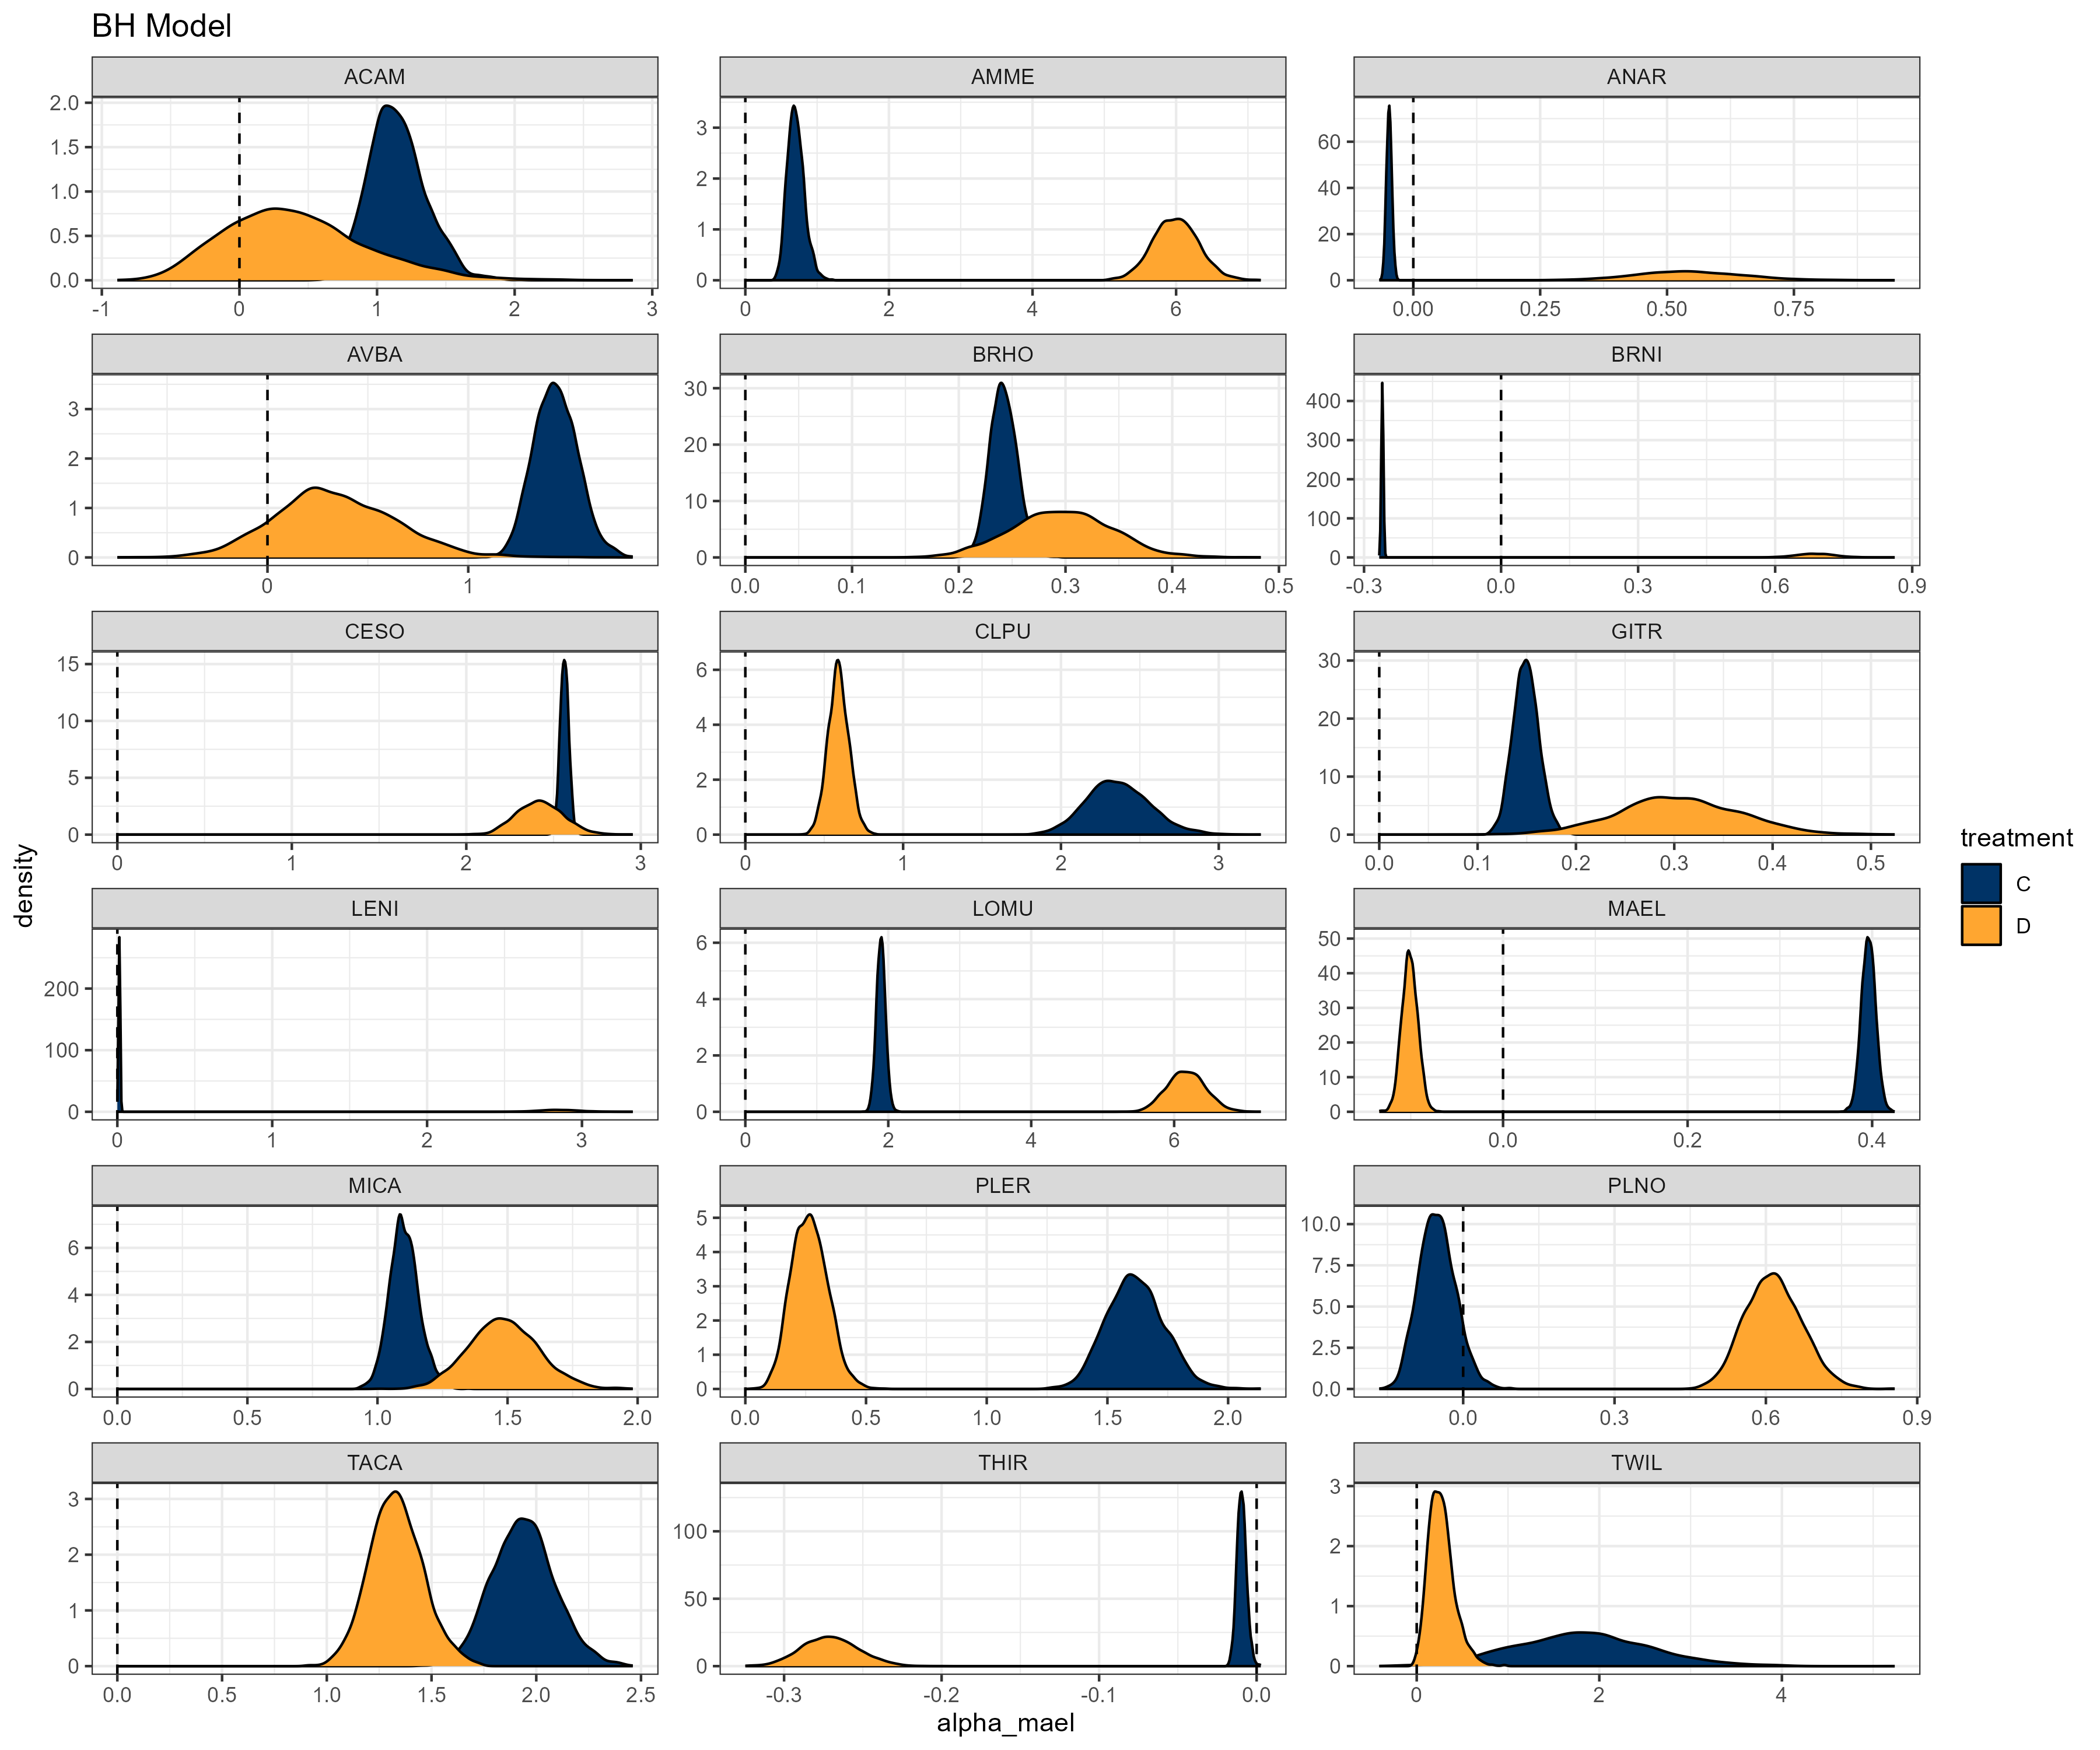 BH Model
ACAM AMME ANAR
2.0 1.5 1.0 0.5 0.0
3 2 1 0
60 40 20 0
-1 0 1 2 3
0 2 4 6
0.00 0.25 0.50 0.75
AVBA BRHO BRNI
3 2 1 0
30 20 10 0
400 300 200 100 0
0 1
0.0 0.1 0.2 0.3 0.4 0.5
-0.3 0.0 0.3 0.6 0.9
CESO CLPU GITR
15 10 5 0
6 4 2 0
30 20 10 0
0 1 2 3
0 1 2 3
0.0 0.1 0.2 0.3 0.4 0.5
LENI LOMU MAEL
200 100 0
6 4 2 0
50 40 30 20 10 0
0 1 2 3
0 2 4 6
0.0 0.2 0.4
MICA PLER PLNO
6 4 2 0
5 4 3 2 1 0
10.0 7.5 5.0 2.5 0.0
0.0 0.5 1.0 1.5 2.0
0.0 0.5 1.0 1.5 2.0
0.0 0.3 0.6 0.9
TACA THIR TWIL
3 2 1 0
100 50 0
3 2 1 0
0.0 0.5 1.0 1.5 2.0 2.5
-0.3 -0.2 -0.1 0.0
0 2 4
density
alpha_mael
treatment
C
D